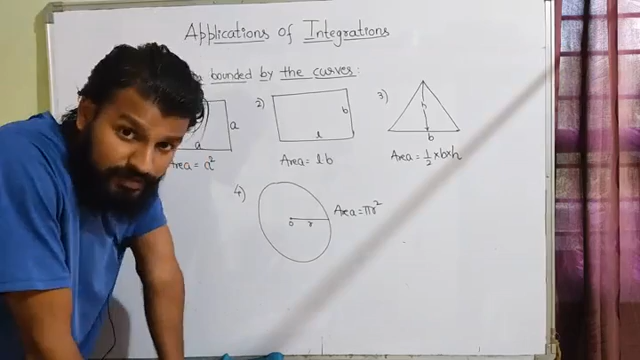 Applications of Integrations
bounded by the curves:
a
a
Area = a²
2)
b
l
Area = lb
3)
h
b
Area = 1/2 ×b×h
4)
o
r
Area = πr²